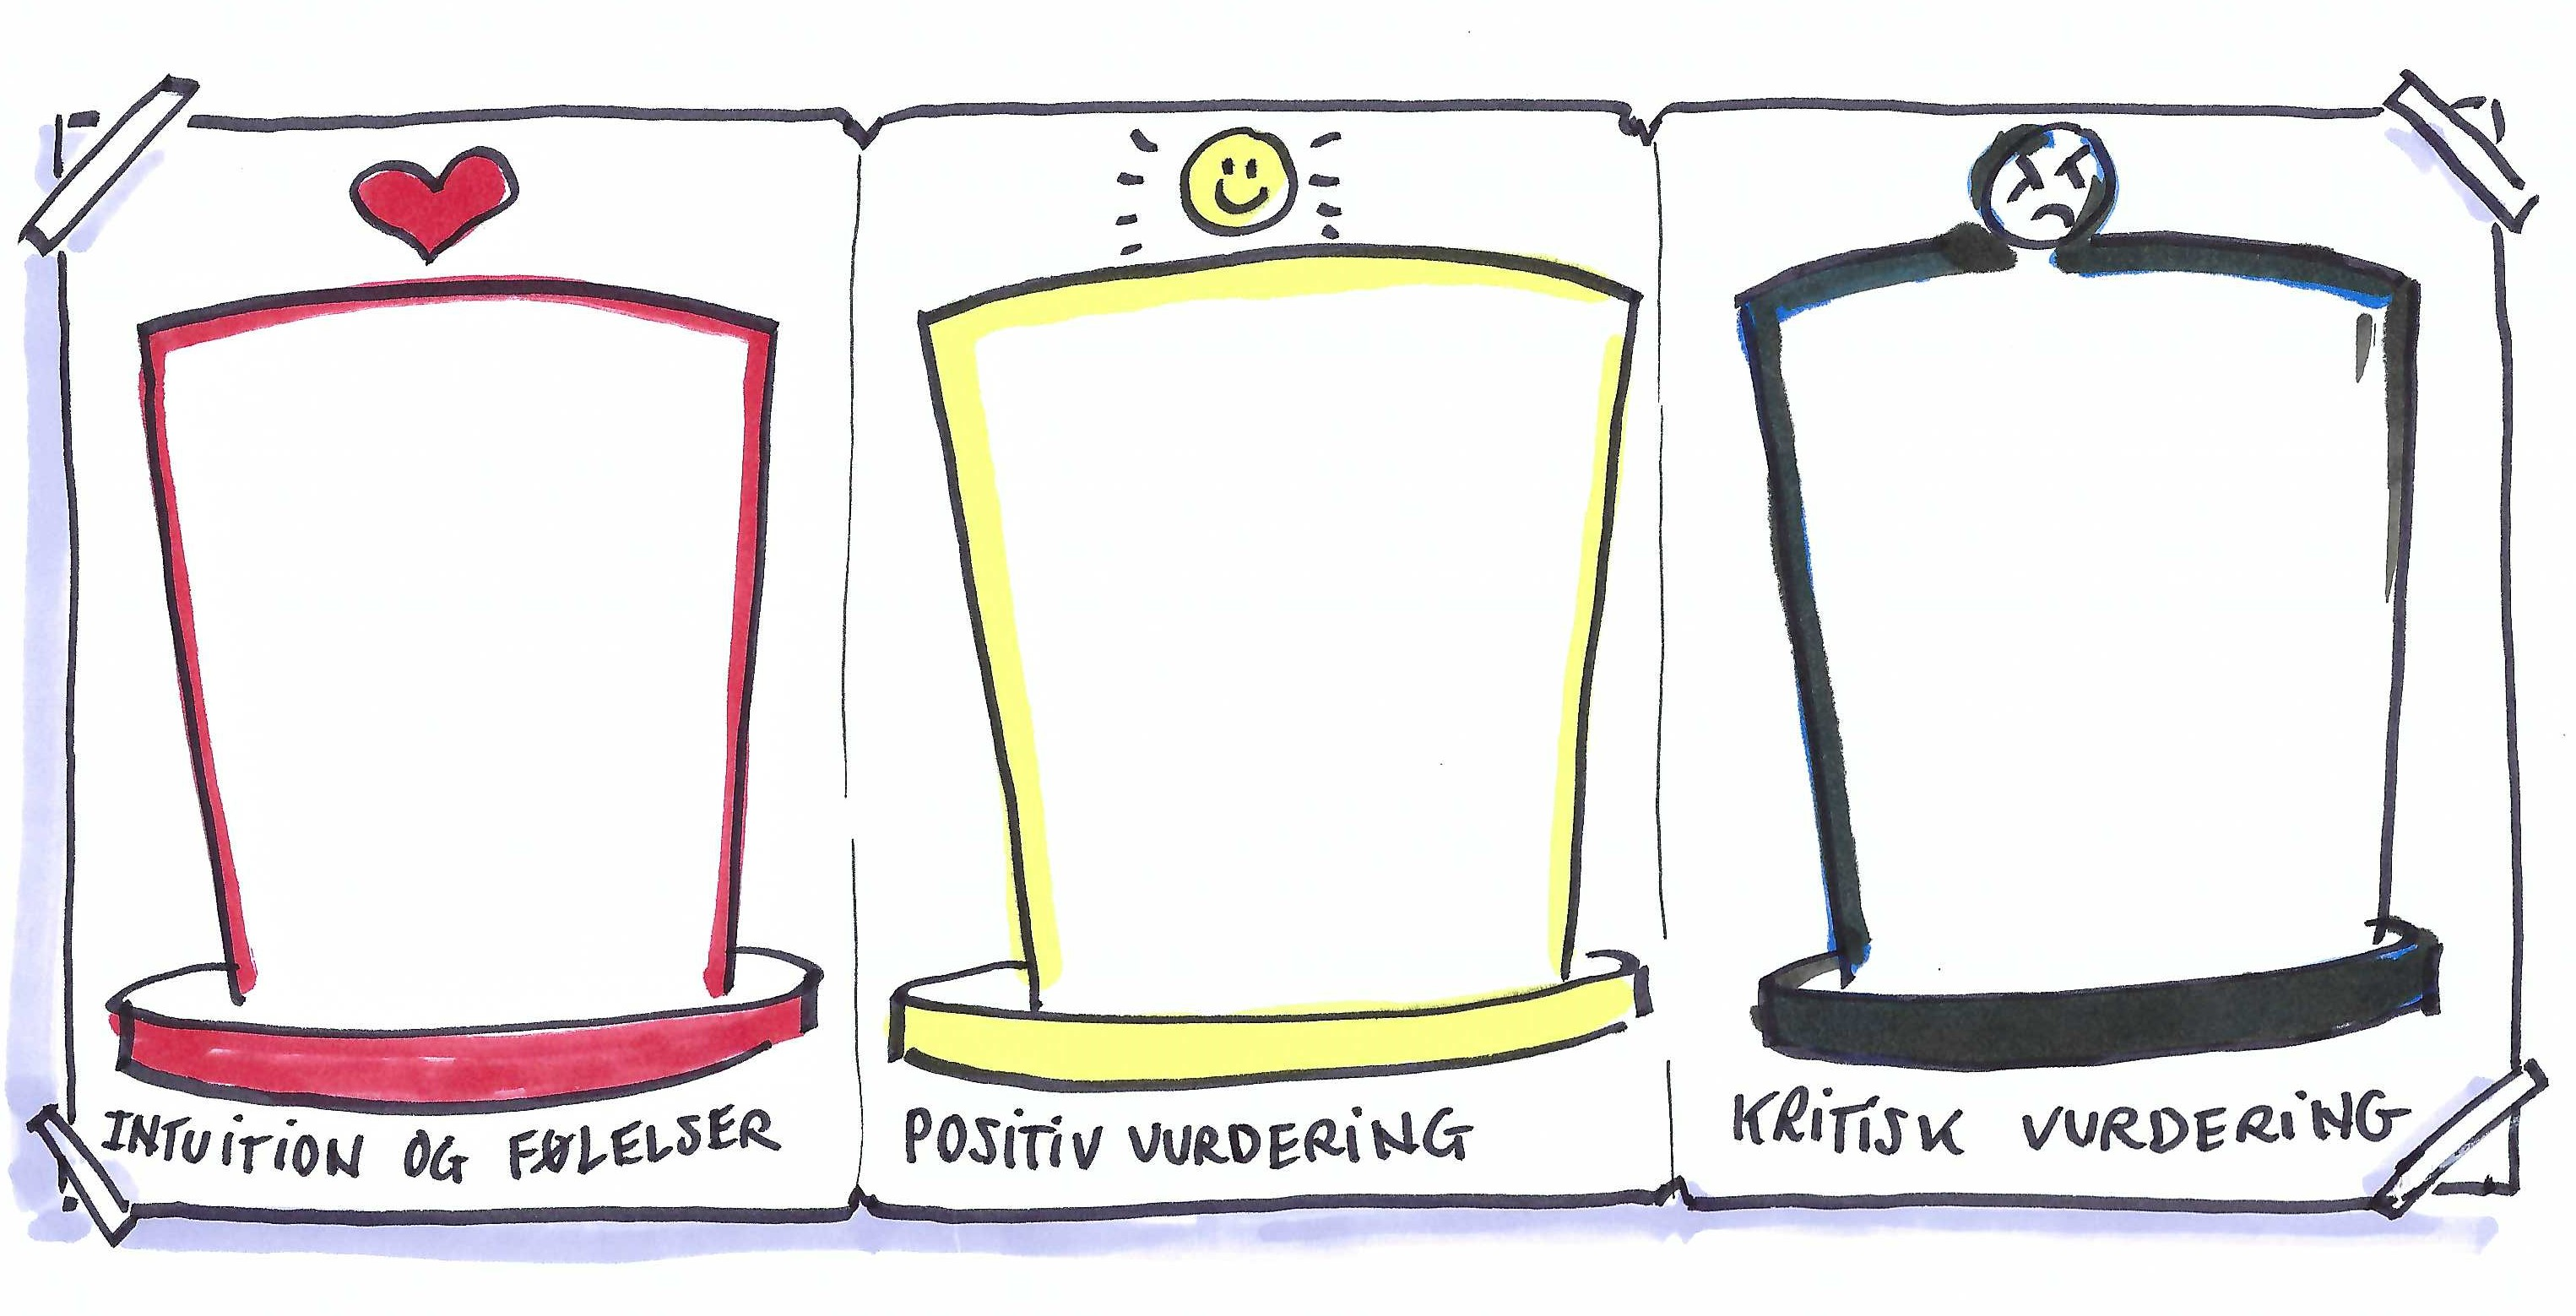 INTUITION OG FØLELSER
POSITIV VURDERING
KRITISK VURDERING